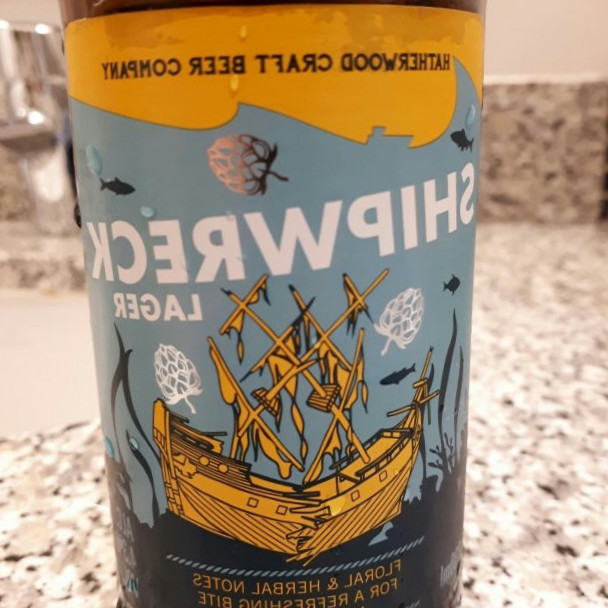 HATHERWOOD CRAFT BEER COMPANY
SHIPWRECK
LAGER
FLORAL & HERBAL NOTES
FOR A REFRESHING BITE